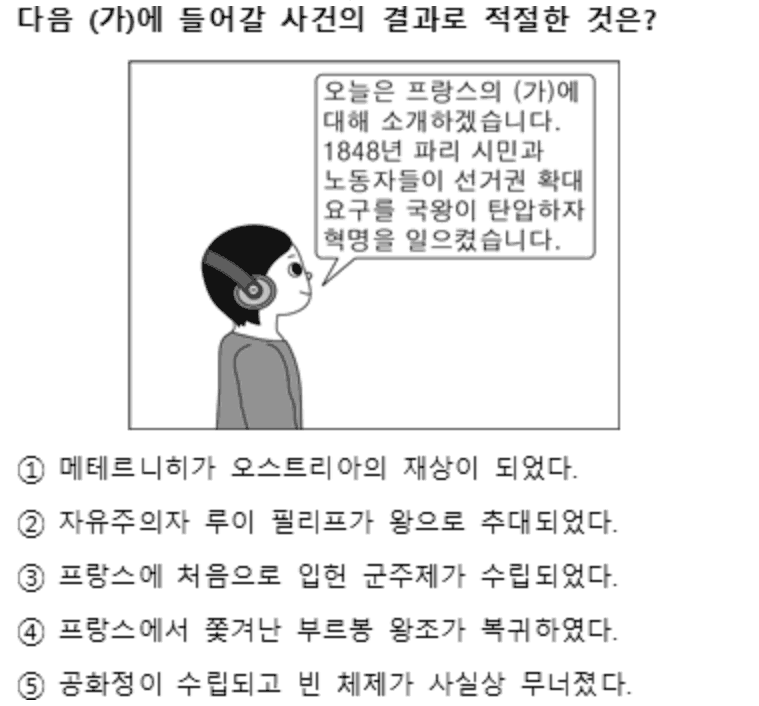 다음 (가)에 들어갈 사건의 결과로 적절한 것은?
오늘은 프랑스의 (가)에
대해 소개하겠습니다.
1848년 파리 시민과
노동자들이 선거권 확대
요구를 국왕이 탄압하자
혁명을 일으켰습니다.
① 메테르니히가 오스트리아의 재상이 되었다.
② 자유주의자 루이 필리프가 왕으로 추대되었다.
③ 프랑스에 처음으로 입헌 군주제가 수립되었다.
④ 프랑스에서 쫓겨난 부르봉 왕조가 복귀하였다.
⑤ 공화정이 수립되고 빈 체제가 사실상 무너졌다.